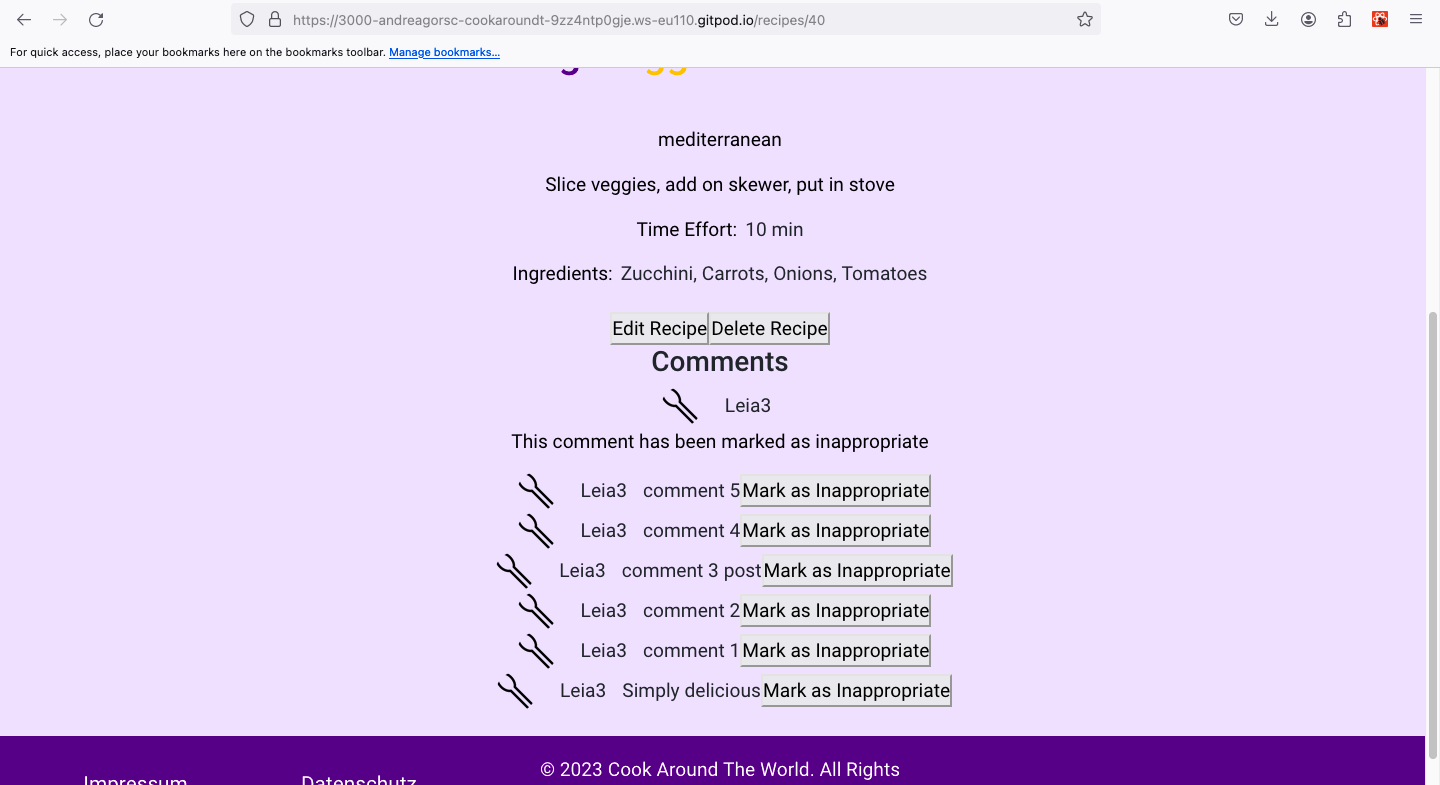 https://3000-andreagorsc-cookaroundt-9zz4ntp0gje.ws-eu110.gitpod.io/recipes/40
For quick access, place your bookmarks here on the bookmarks toolbar. Manage bookmarks...
mediterranean
Slice veggies, add on skewer, put in stove
Time Effort: 10 min
Ingredients: Zucchini, Carrots, Onions, Tomatoes
Edit Recipe Delete Recipe
Comments
Leia3
This comment has been marked as inappropriate
Leia3 comment 5 Mark as Inappropriate
Leia3 comment 4 Mark as Inappropriate
Leia3 comment 3 post Mark as Inappropriate
Leia3 comment 2 Mark as Inappropriate
Leia3 comment 1 Mark as Inappropriate
Leia3 Simply delicious Mark as Inappropriate
© 2023 Cook Around The World. All Rights
Impressum Datenschutz